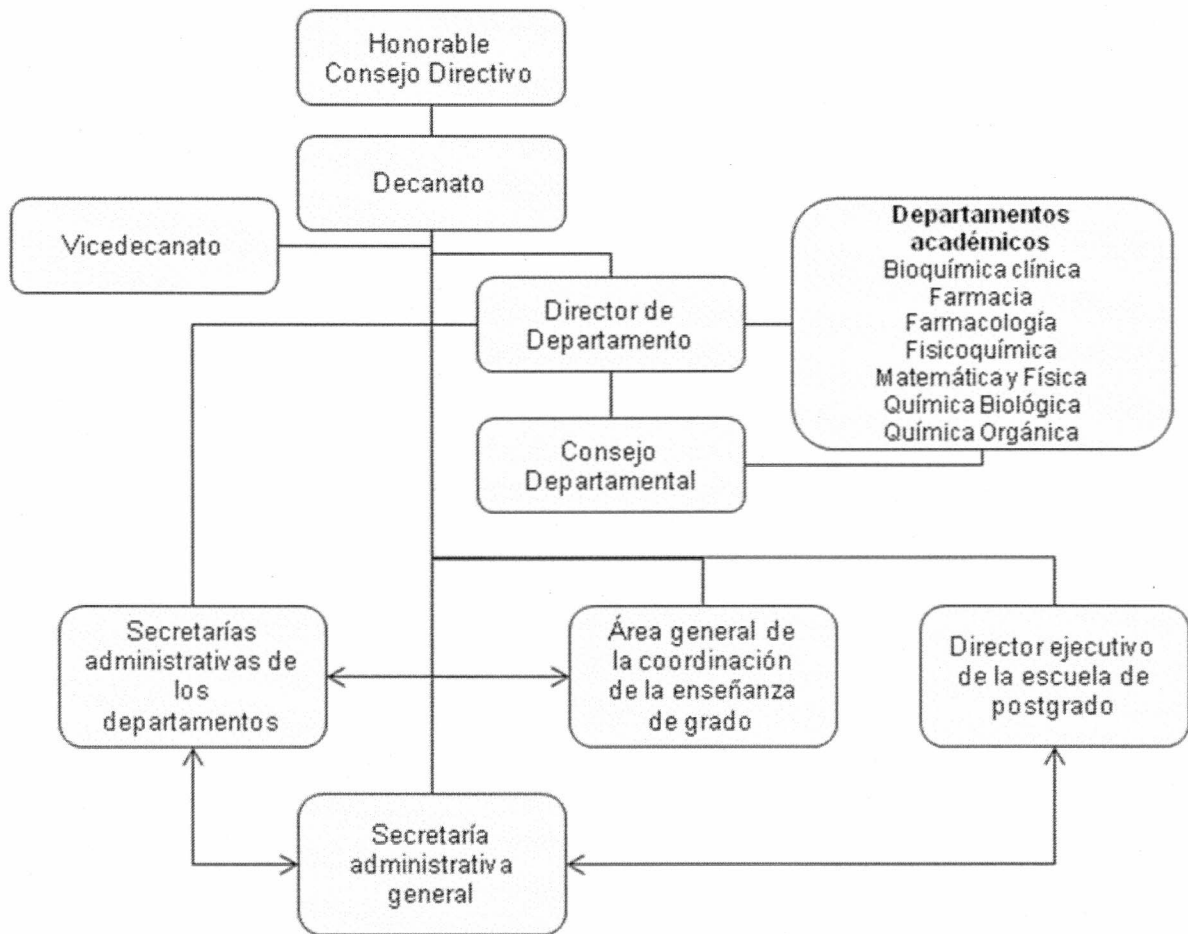 Honorable
Consejo Directivo
Decanato
Vicedecanato
Departamentos
académicos
Bioquímica clínica
Farmacia
Farmacología
Fisicoquímica
Matemática y Física
Química Biológica
Química Orgánica
Director de
Departamento
Consejo
Departamental
Secretarías
administrativas de
los
departamentos
Área general de
la coordinación
de la enseñanza
de grado
Director ejecutivo
de la escuela de
postgrado
Secretaría
administrativa
general